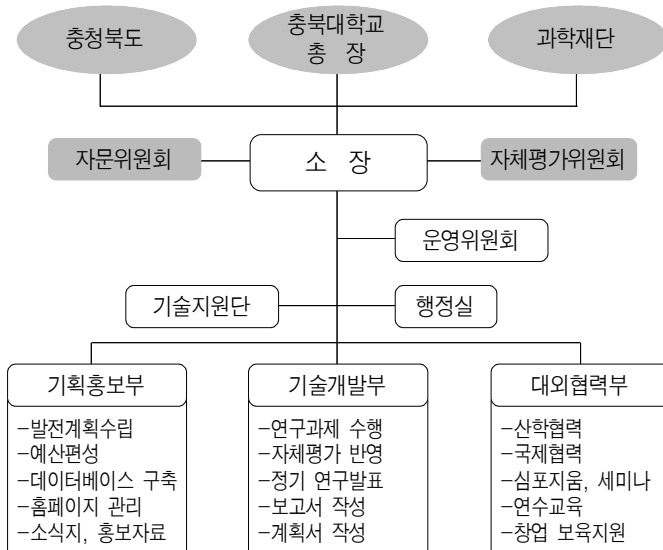 충청북도
충북대학교
총 장
과학재단
자문위원회
소 장
자체평가위원회
운영위원회
기술지원단
행정실
기획홍보부
-발전계획수립
-예산편성
-데이터베이스 구축
-홈페이지 관리
-소식지, 홍보자료
기술개발부
-연구과제 수행
-자체평가 반영
-정기 연구발표
-보고서 작성
-계획서 작성
대외협력부
-산학협력
-국제협력
-심포지움, 세미나
-연수교육
-창업 보육지원